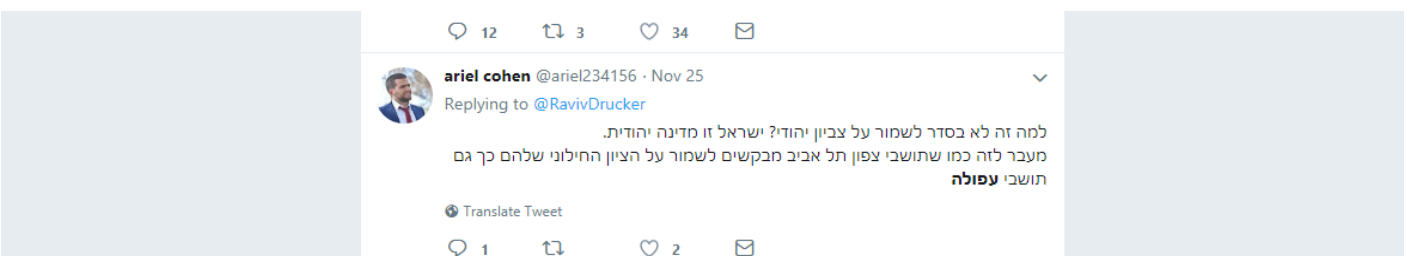 12 3 34
ariel cohen @ariel234156 · Nov 25
Replying to @RavivDrucker
למה זה לא בסדר לשמור על צביון יהודי? ישראל זו מדינה יהודית.
מעבר לזה כמו שתושבי צפון תל אביב מבקשים לשמור על הציון החילוני שלהם כך גם
תושבי עפולה
Translate Tweet
1 2